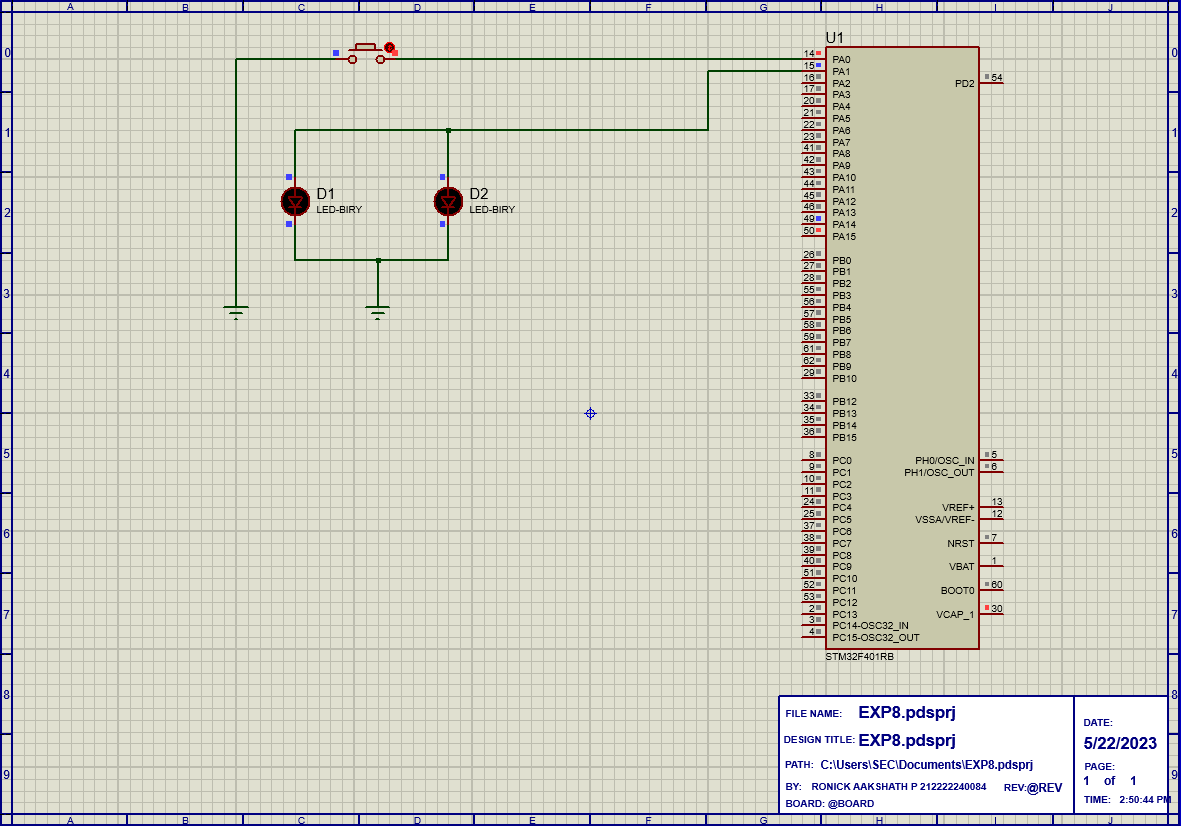 A B C D E F G H I J
0 0
1 1
2 2
3 3
4 4
5 5
6 6
7 7
8 8
9 9
D1
LED-BIRY
D2
LED-BIRY
U1
14 PA0
15 PA1
16 PA2
17 PA3
20 PA4
21 PA5
22 PA6
23 PA7
41 PA8
42 PA9
43 PA10
44 PA11
45 PA12
46 PA13
49 PA14
50 PA15
26 PB0
27 PB1
28 PB2
55 PB3
56 PB4
57 PB5
58 PB6
59 PB7
61 PB8
62 PB9
29 PB10
33 PB12
34 PB13
35 PB14
36 PB15
8 PC0
9 PC1
10 PC2
11 PC3
24 PC4
25 PC5
37 PC6
38 PC7
39 PC8
40 PC9
51 PC10
52 PC11
53 PC12
2 PC13
3 PC14-OSC32_IN
4 PC15-OSC32_OUT
PD2 54
PH0/OSC_IN 5
PH1/OSC_OUT 6
VREF+ 13
VSSA/VREF- 12
NRST 7
VBAT 1
BOOT0 60
VCAP_1 30
STM32F401RB
FILE NAME: EXP8.pdsprj
DESIGN TITLE: EXP8.pdsprj
PATH: C:\Users\SEC\Documents\EXP8.pdsprj
BY: RONICK AAKSHATH P 212222240084 REV:@REV
BOARD: @BOARD
DATE:
5/22/2023
PAGE:
1 of 1
TIME: 2:50:44 PM
A B C D E F G H I J